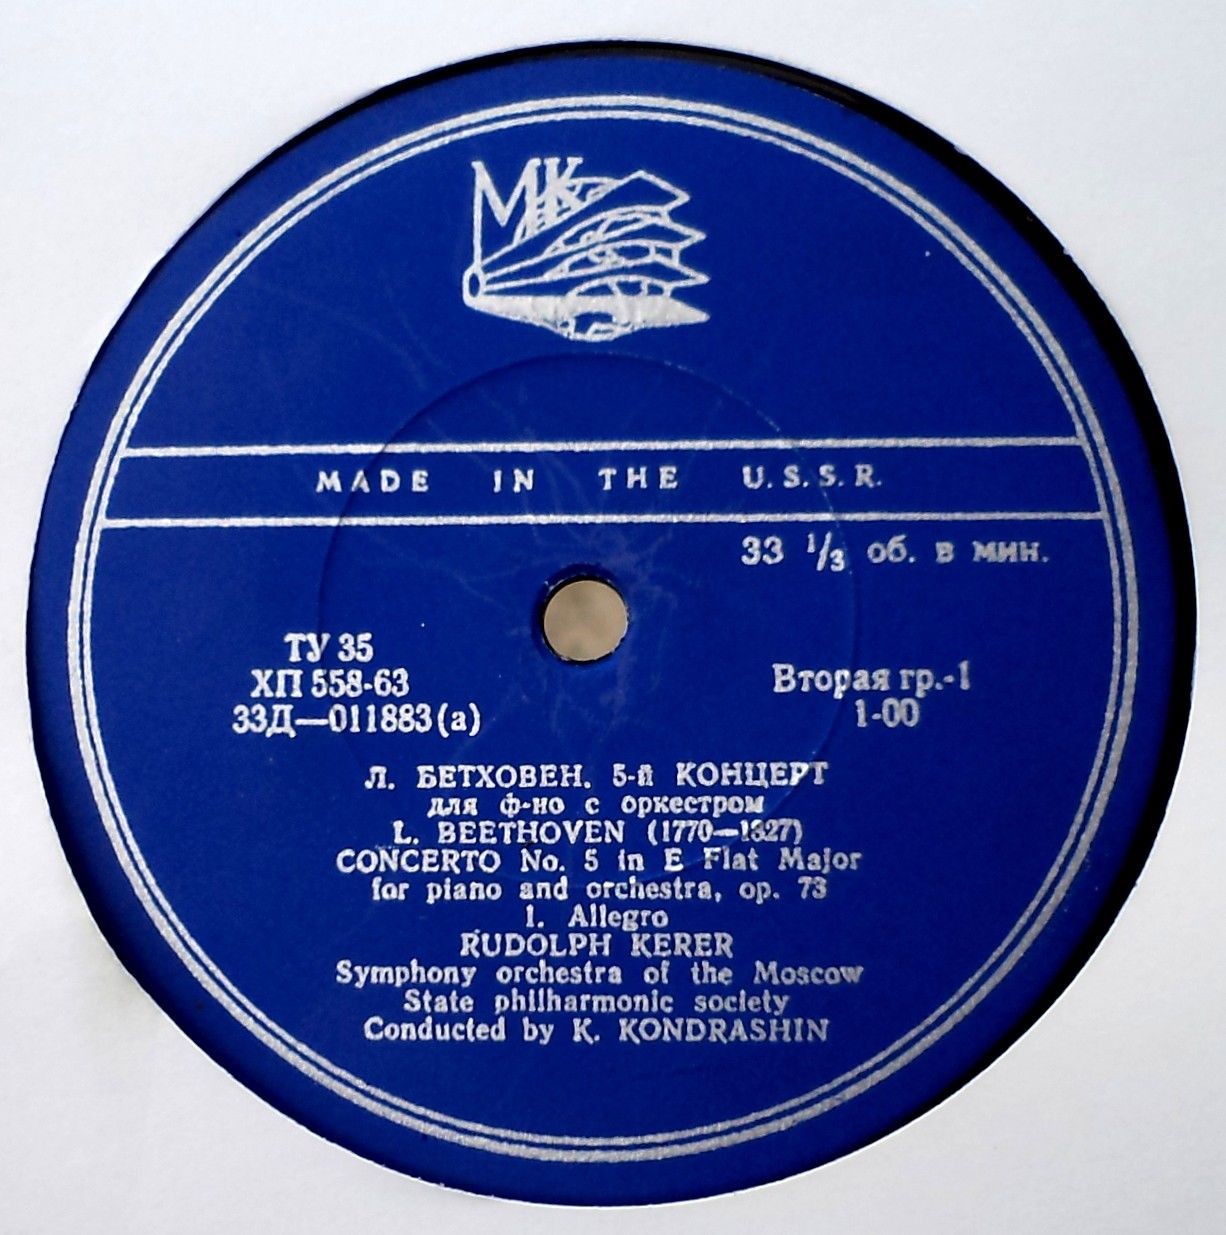 МК
MADE IN THE U.S.S.R.
33 1/3 об. в мин.
ТУ 35
ХП 558-63
33Д—011883(а)
Вторая гр.-1
1-00
Л. БЕТХОВЕН. 5-й КОНЦЕРТ
для ф-но с оркестром
L. BEETHOVEN (1770—1827)
CONCERTO No. 5 in E Flat Major
for piano and orchestra, op. 73
1. Allegro
RUDOLPH KERER
Symphony orchestra of the Moscow
State philharmonic society
Conducted by K. KONDRASHIN